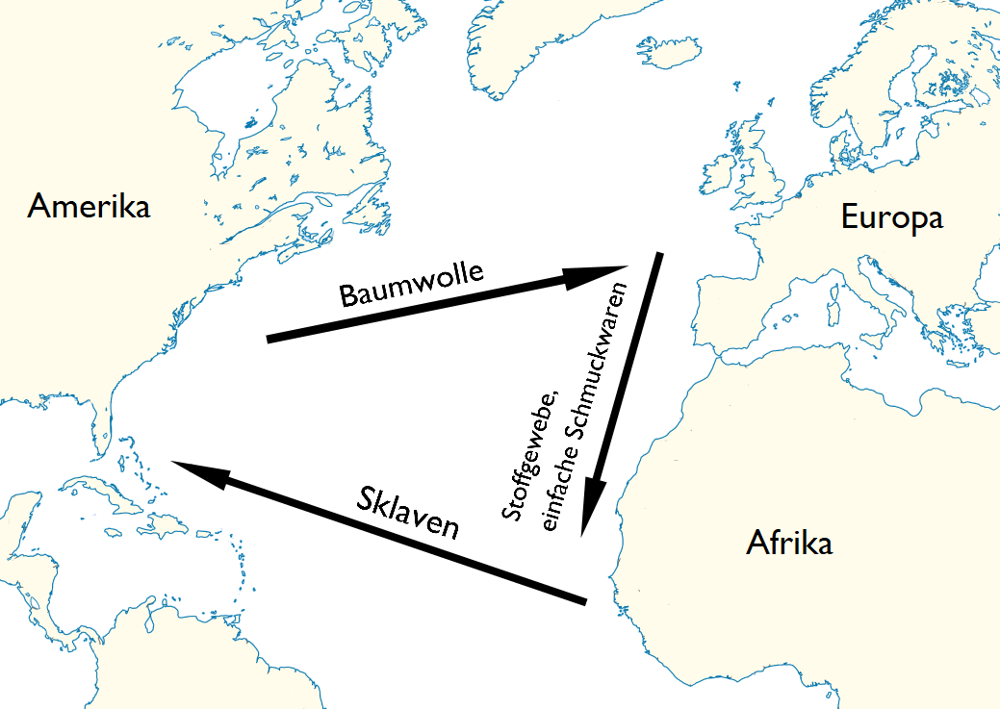 Amerika
Europa
Baumwolle
Stoffgewebe,
einfache Schmuckwaren
Sklaven
Afrika